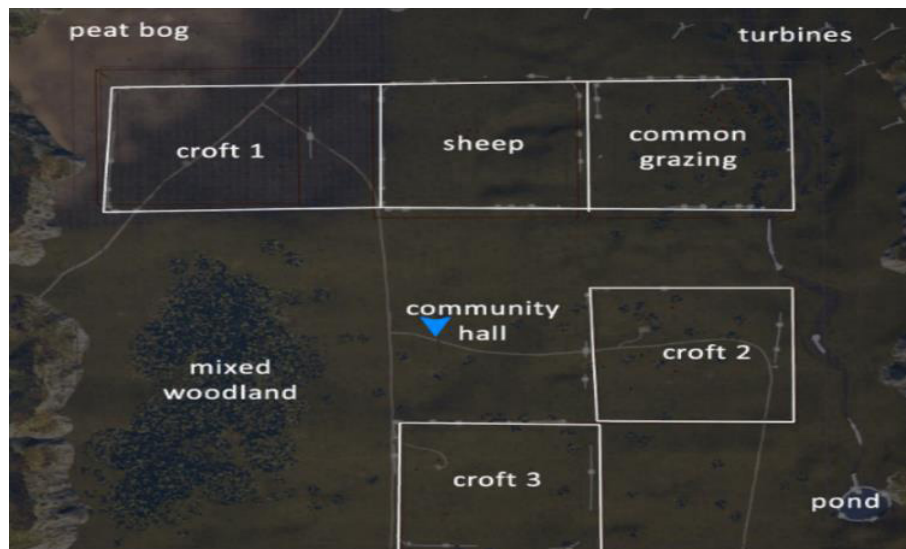 peat bog
turbines
croft 1
sheep
common
grazing
community
hall
croft 2
mixed
woodland
croft 3
pond